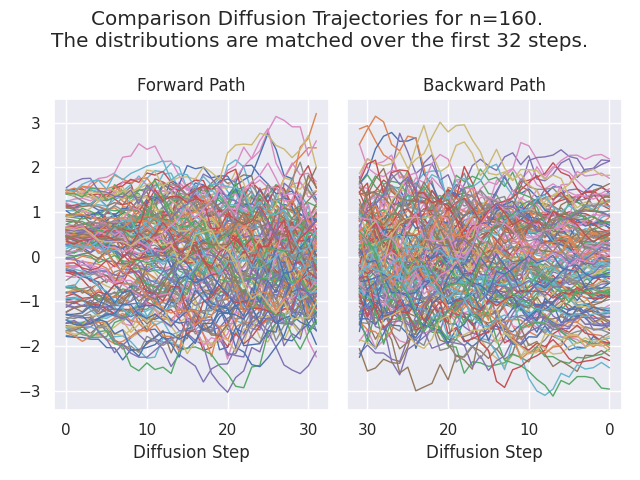 Comparison Diffusion Trajectories for n=160.
The distributions are matched over the first 32 steps.
Forward Path
Backward Path
3
2
1
0
−1
−2
−3
0 10 20 30
30 20 10 0
Diffusion Step
Diffusion Step